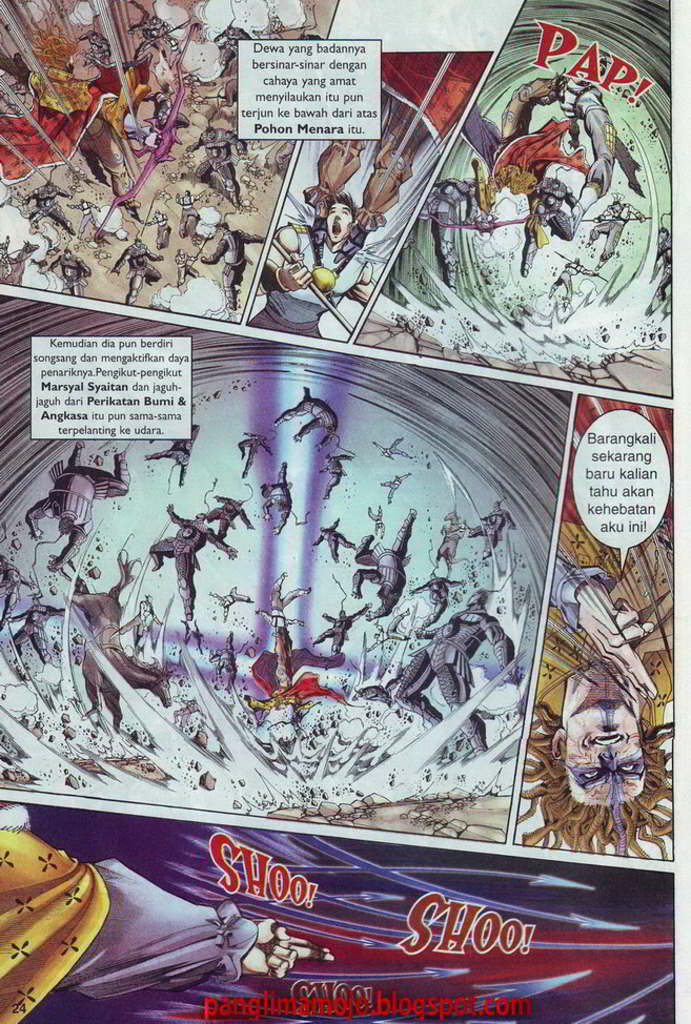 Dewa yang badannya
bersinar-sinar dengan
cahaya yang amat
menyilaukan itu pun
terjun ke bawah dari atas
Pohon Menara itu.
PAP!
Kemudian dia pun berdiri
songsang dan mengaktifkan daya
penariknya.Pengikut-pengikut
Marsyal Syaitan dan jaguh-
jaguh dari Perikatan Bumi &
Angkasa itu pun sama-sama
terpelanting ke udara.
Barangkali
sekarang
baru kalian
tahu akan
kehebatan
aku ini!
SHOO!
SHOO!
SHOO!
24
panglimamojo.blogspot.com